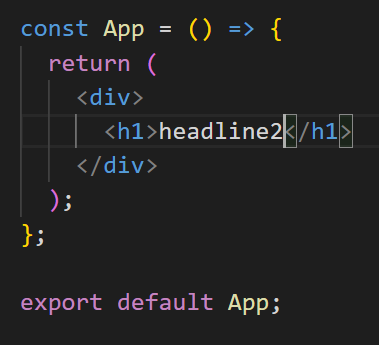 const App = () => {
  return (
    <div>
      <h1>headline2</h1>
    </div>
  );
};

export default App;